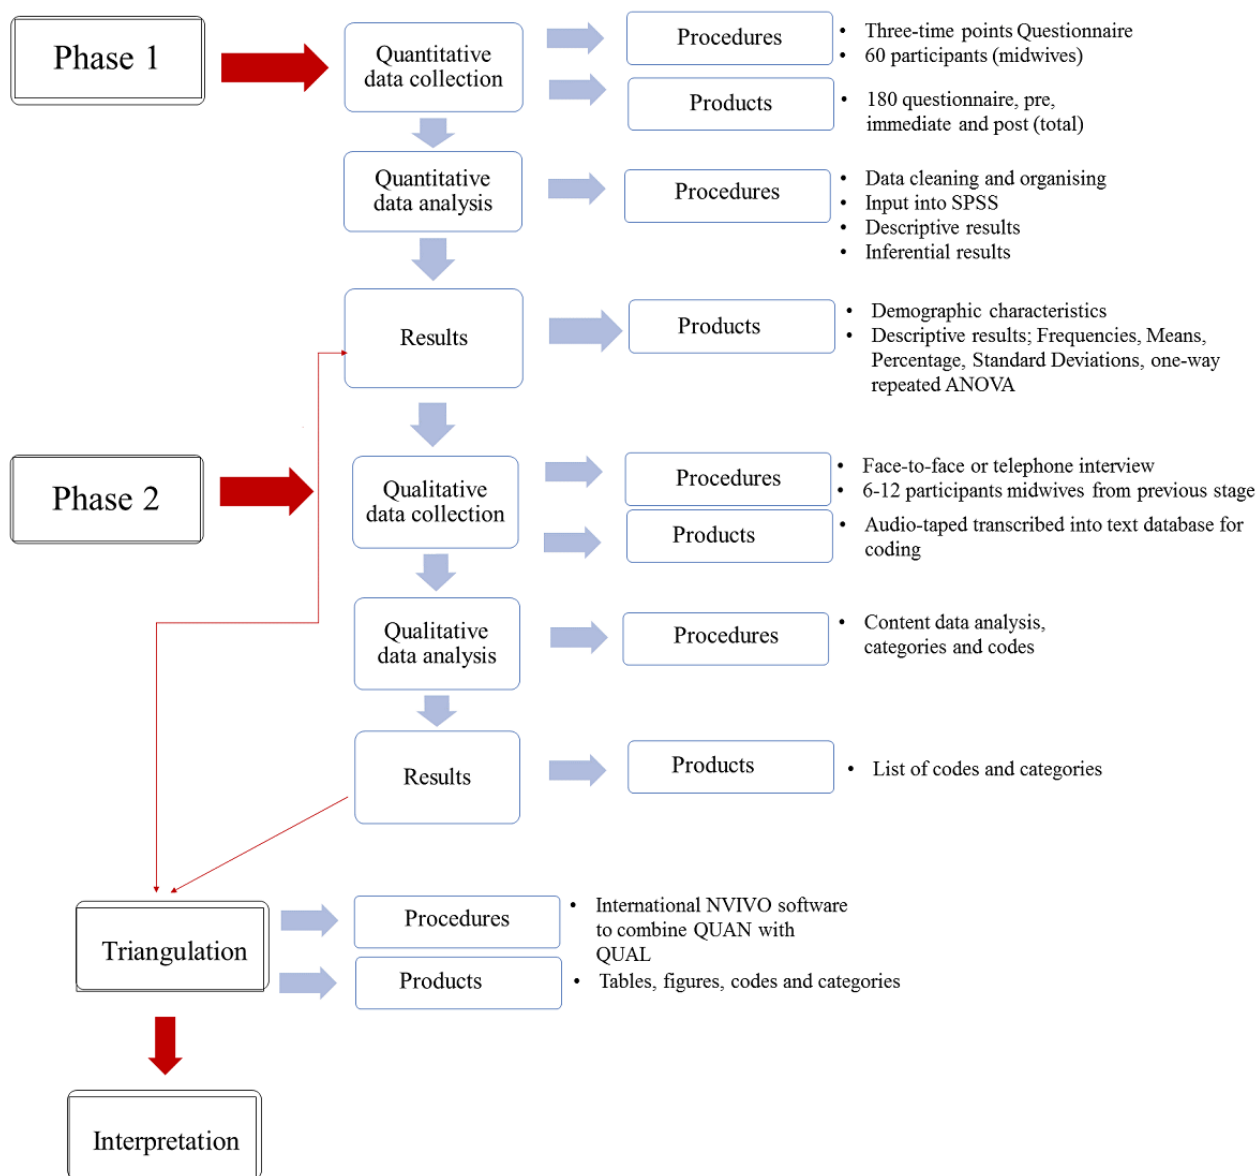 Phase 1
Quantitative
data collection
Procedures
• Three-time points Questionnaire
• 60 participants (midwives)
Products
• 180 questionnaire, pre,
immediate and post (total)
Quantitative
data analysis
Procedures
• Data cleaning and organising
• Input into SPSS
• Descriptive results
• Inferential results
Results
Products
• Demographic characteristics
• Descriptive results; Frequencies, Means,
Percentage, Standard Deviations, one-way
repeated ANOVA
Phase 2
Qualitative
data collection
Procedures
• Face-to-face or telephone interview
• 6-12 participants midwives from previous stage
Products
• Audio-taped transcribed into text database for
coding
Qualitative
data analysis
Procedures
• Content data analysis,
categories and codes
Results
Products
• List of codes and categories
Triangulation
Procedures
• International NVIVO software
to combine QUAN with
QUAL
Products
• Tables, figures, codes and categories
Interpretation